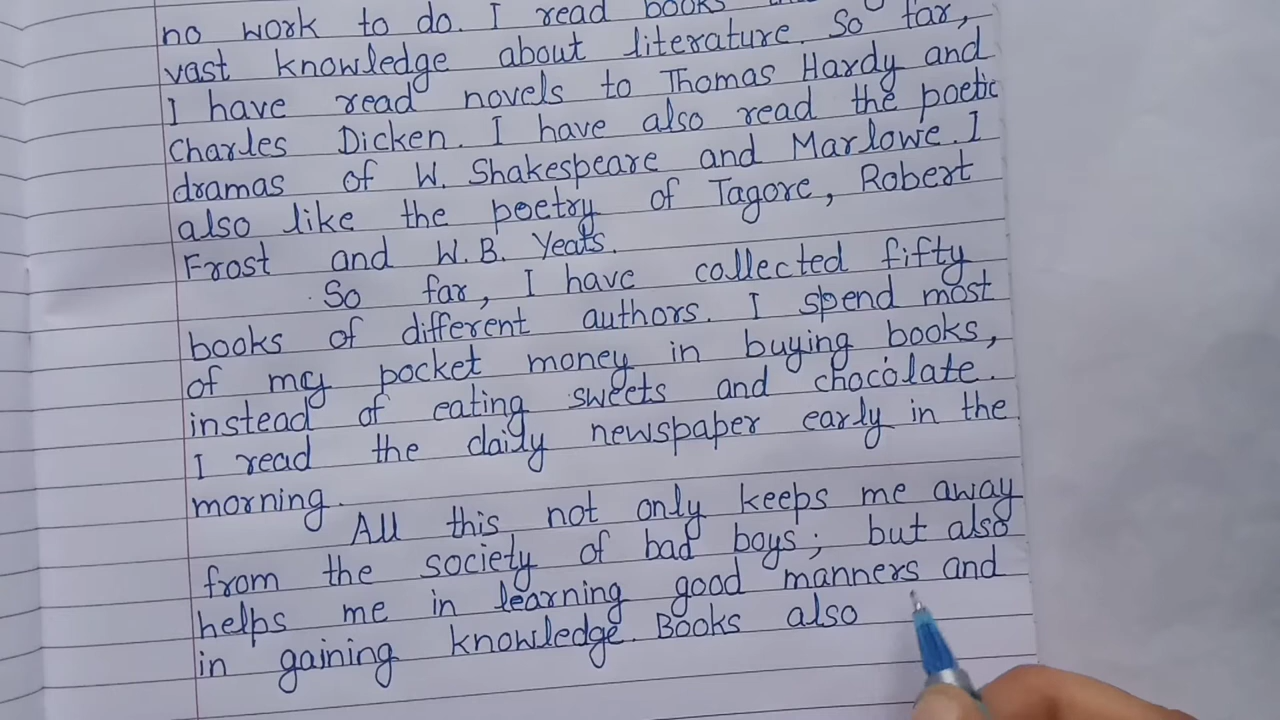 no work to do. I read books
vast knowledge about literature. So far,
I have read novels to Thomas Hardy and
Charles Dicken. I have also read the poetic
dramas of W. Shakespeare and Marlowe. I
also like the poetry of Tagore, Robert
Frost and W.B. Yeats.
So far, I have collected fifty
books of different authors. I spend most
of my pocket money in buying books,
instead of eating sweets and chocolate.
I read the daily newspaper early in the
morning.
All this not only keeps me away
from the society of bad boys; but also
helps me in learning good manners and
in gaining knowledge. Books also